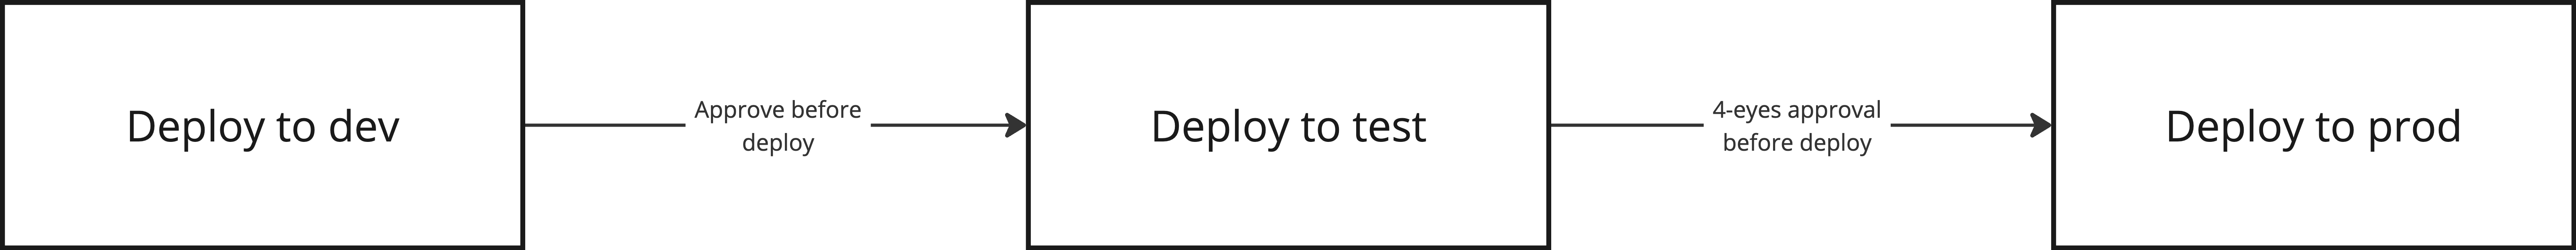 Deploy to dev
Approve before
deploy
Deploy to test
4-eyes approval
before deploy
Deploy to prod